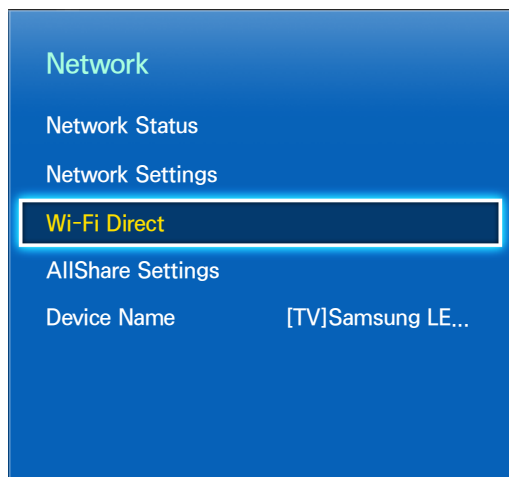 Network
Network Status
Network Settings
Wi-Fi Direct
AllShare Settings
Device Name [TV]Samsung LE...